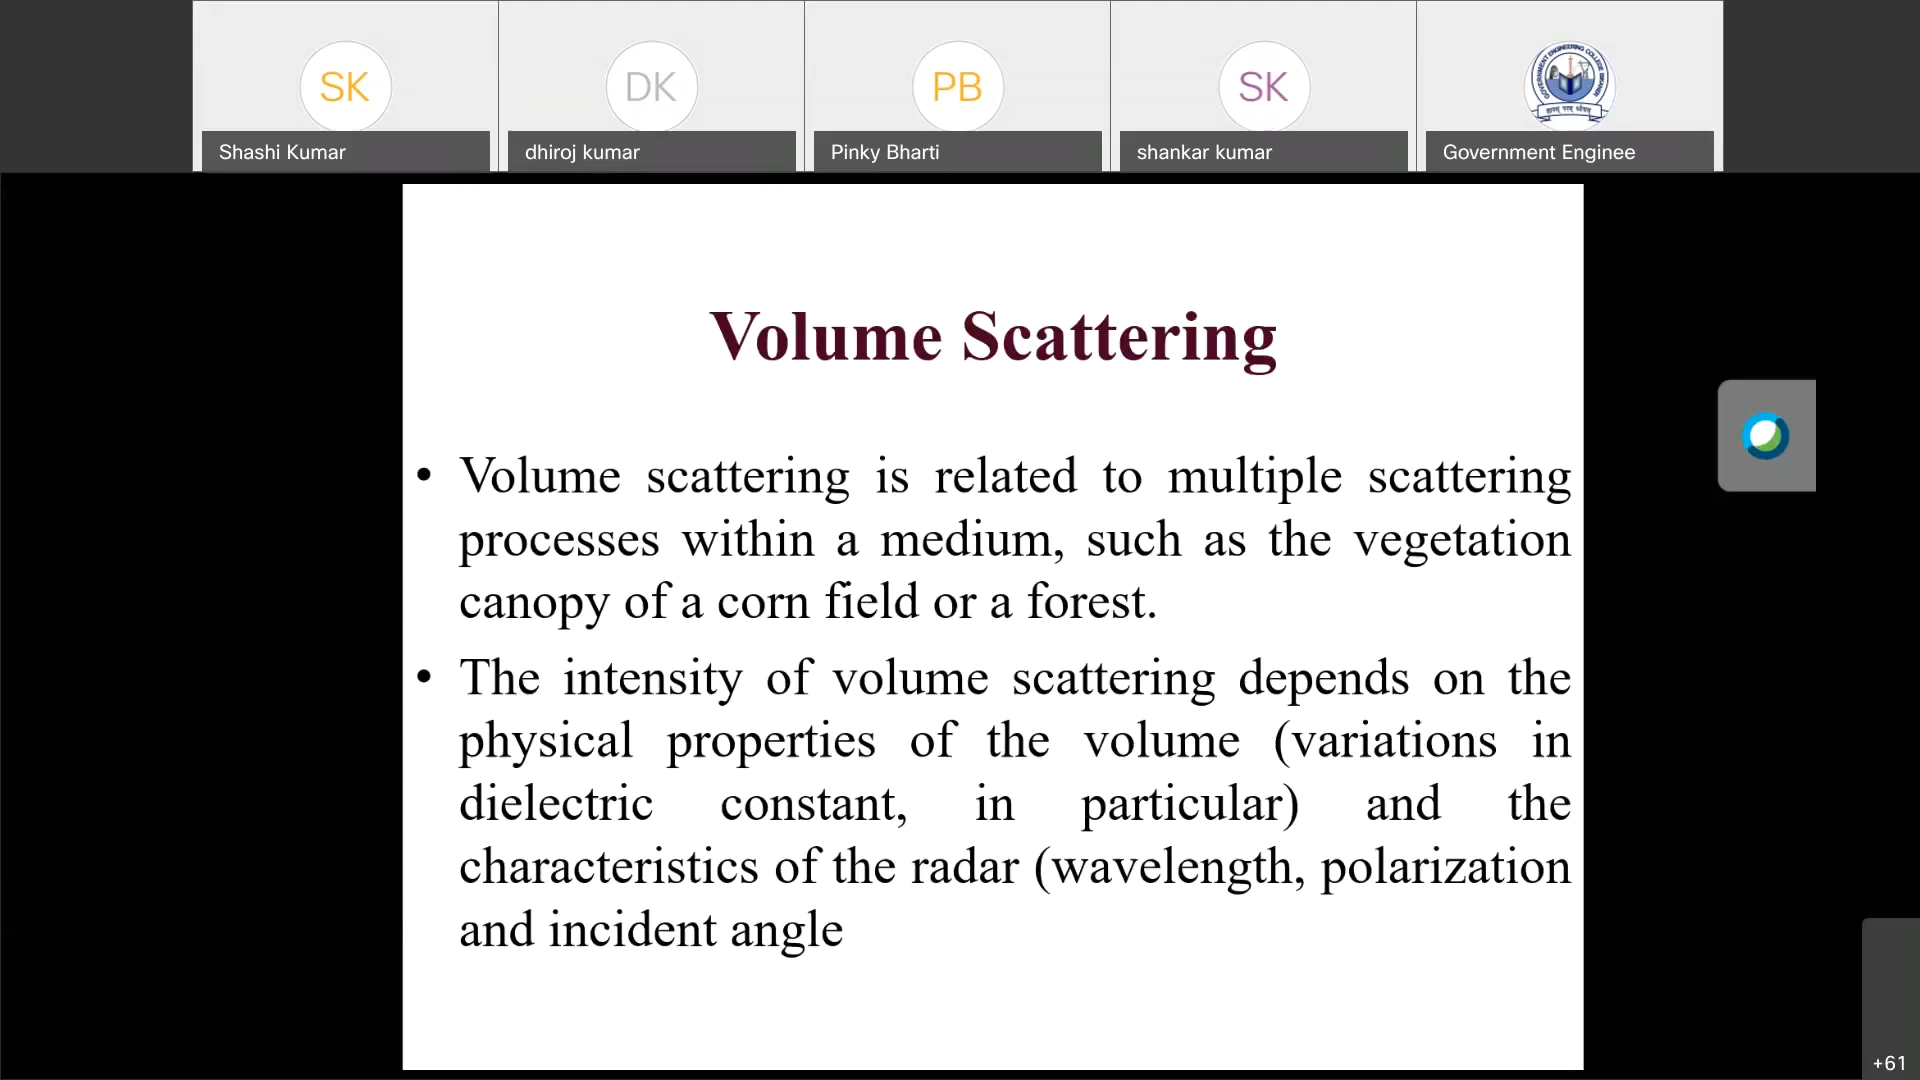 SK
DK
PB
SK
GOVERNMENT ENGINEERING COLLEGE
Shashi Kumar
dhiroj kumar
Pinky Bharti
shankar kumar
Government Enginee
Volume Scattering
• Volume scattering is related to multiple scattering
processes within a medium, such as the vegetation
canopy of a corn field or a forest.
• The intensity of volume scattering depends on the
physical properties of the volume (variations in
dielectric constant, in particular) and the
characteristics of the radar (wavelength, polarization
and incident angle
+61